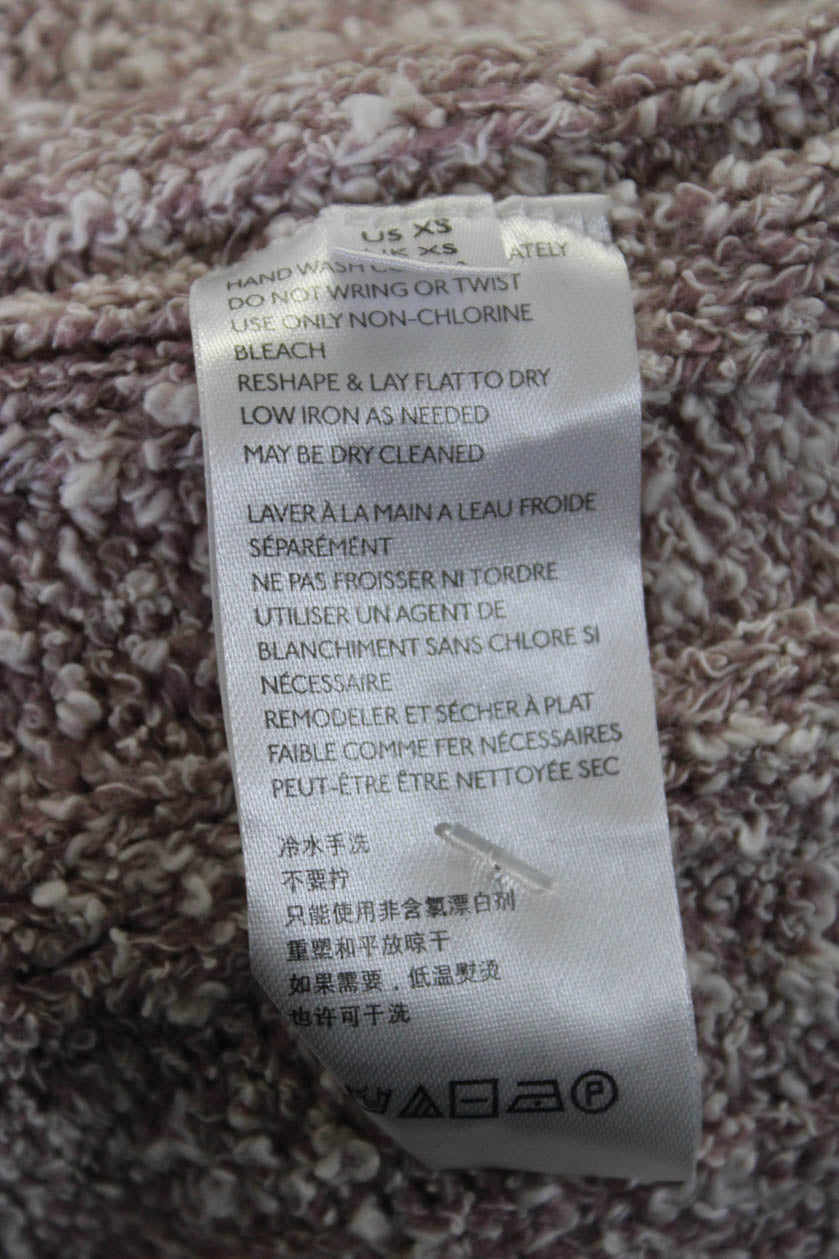 US XS
UK XS
HAND WASH ATELY
DO NOT WRING OR TWIST
USE ONLY NON-CHLORINE
BLEACH
RESHAPE & LAY FLAT TO DRY
LOW IRON AS NEEDED
MAY BE DRY CLEANED
LAVER À LA MAIN A LEAU FROIDE
SÉPARÉMENT
NE PAS FROISSER NI TORDRE
UTILISER UN AGENT DE
BLANCHIMENT SANS CHLORE SI
NÉCESSAIRE
REMODELER ET SÉCHER À PLAT
FAIBLE COMME FER NÉCESSAIRES
PEUT-ÊTRE ÊTRE NETTOYÉE SEC
冷水手洗
不要拧
只能使用非含氯漂白剂
重塑和平放晾干
如果需要，低温熨烫
也许可干洗
P